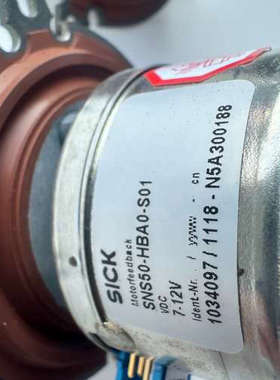 SICK
Motorfeedback
SNS50-HBA0-S01
VDC
7-12V
Ident-Nr. / yyww - cn
1034097 / 1118 - N5A300188